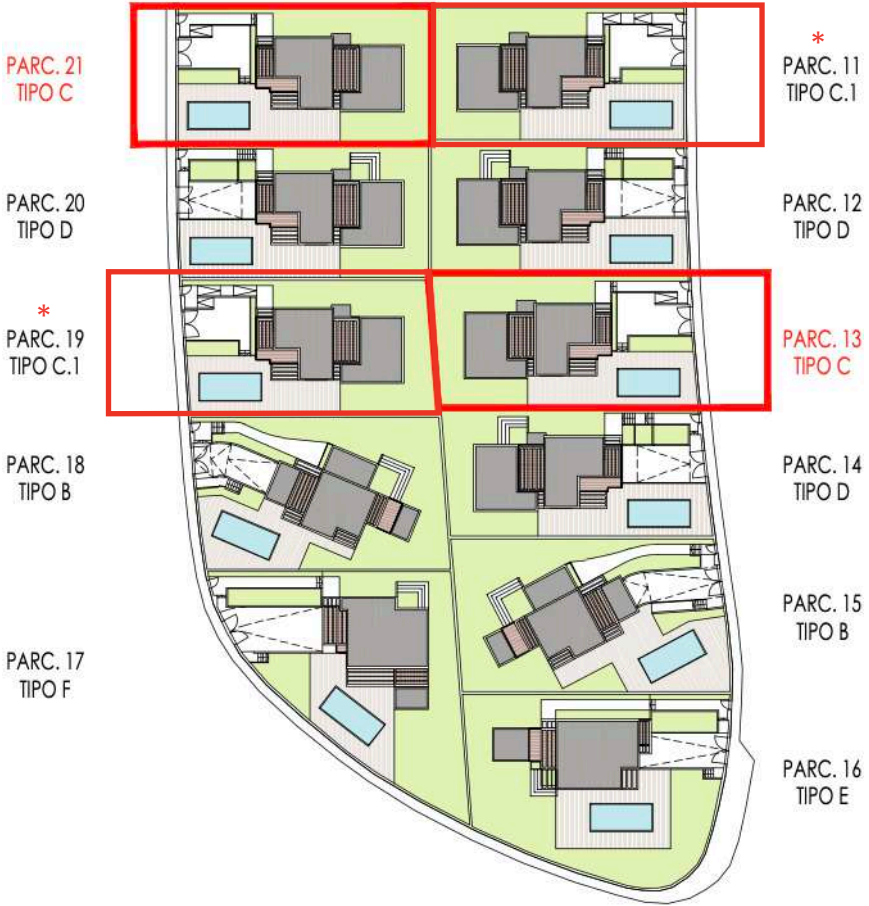 PARC. 21
TIPO C
*
PARC. 11
TIPO C.1
PARC. 20
TIPO D
PARC. 12
TIPO D
*
PARC. 19
TIPO C.1
PARC. 13
TIPO C
PARC. 18
TIPO B
PARC. 14
TIPO D
PARC. 17
TIPO F
PARC. 15
TIPO B
PARC. 16
TIPO E